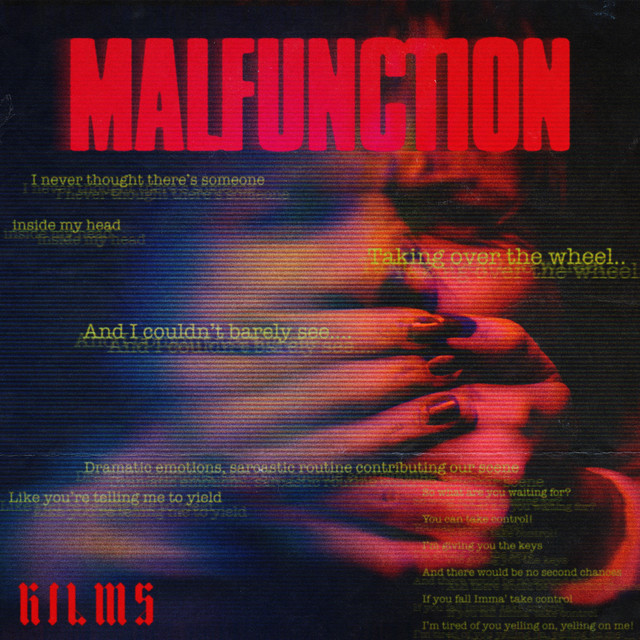 MALFUNCTION
I never thought there's someone
inside my head
Taking over the wheel..
And I couldn't barely see....
Dramatic emotions, sarcastic routine contributing our scene
Like you're telling me to yield
So what are you waiting for?
You can take control!
I'm giving you the keys
And there would be no second chances
If you fall Imma' take control
I'm tired of you yelling on, yelling on me!